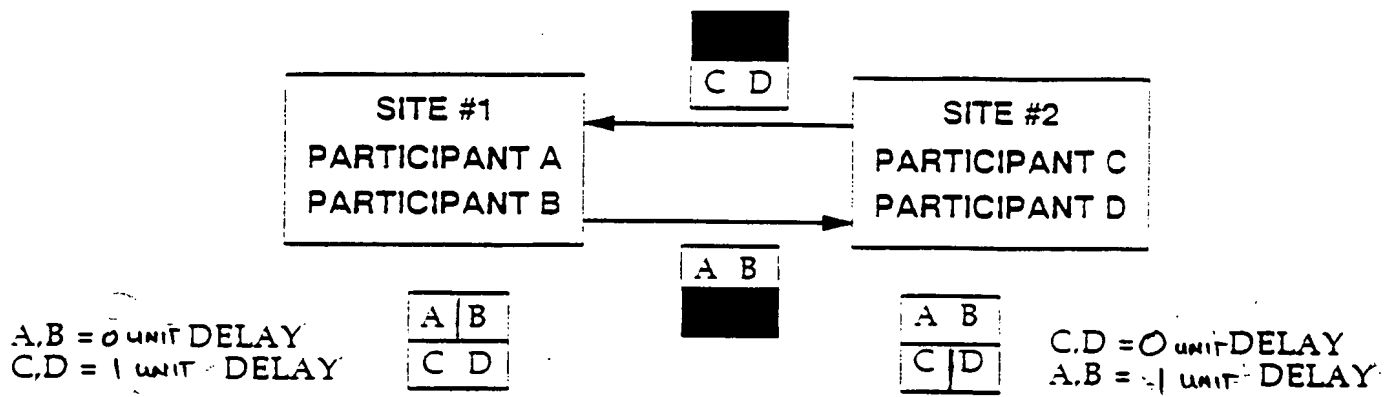 C D
SITE #1
PARTICIPANT A
PARTICIPANT B
SITE #2
PARTICIPANT C
PARTICIPANT D
A B
A,B = 0 UNIT DELAY
C,D = 1 UNIT DELAY
A B
C D
A B
C D
C,D = 0 UNIT DELAY
A,B = 1 UNIT DELAY